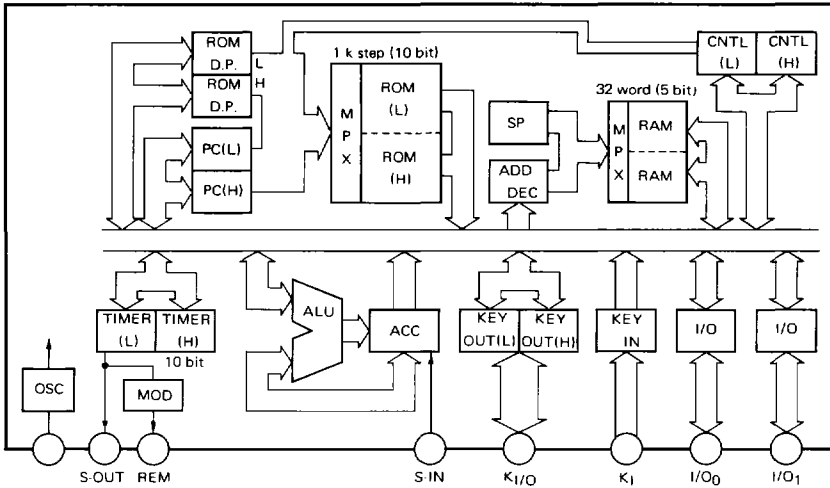 ROM
D.P.
L
ROM
D.P.
H
PC(L)
PC(H)
1 k step (10 bit)
M
P
X
ROM
(L)
ROM
(H)
SP
ADD
DEC
32 word (5 bit)
M
P
X
RAM
RAM
CNTL
(L)
CNTL
(H)
TIMER
(L)
TIMER
(H)
10 bit
ALU
ACC
KEY
OUT(L)
KEY
OUT(H)
KEY
IN
I/O
I/O
OSC
MOD
S-OUT
REM
S-IN
KI/O
KI
I/O0
I/O1